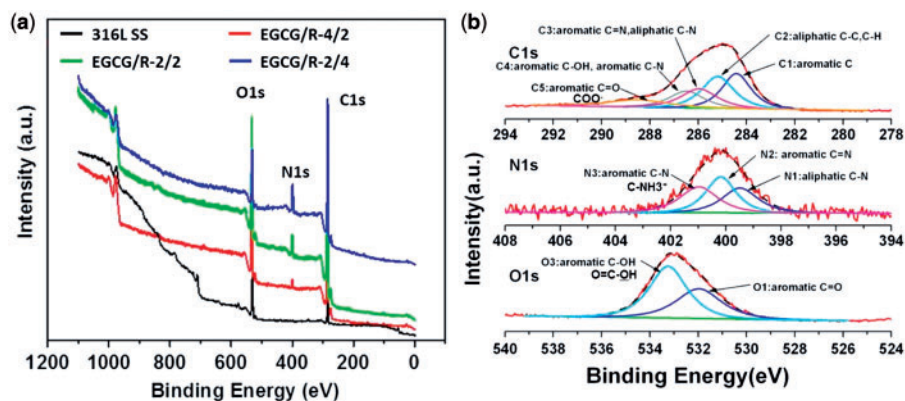 (a)
316L SS
EGCG/R-4/2
EGCG/R-2/2
EGCG/R-2/4
O1s
C1s
N1s
Intensity (a.u.)
1200 1000 800 600 400 200 0
Binding Energy (eV)
(b)
C1s
C3:aromatic C=N,aliphatic C-N
C2:aliphatic C-C,C-H
C4:aromatic C-OH, aromatic C-N
C1:aromatic C
C5:aromatic C=O
COO⁻
294 292 290 288 286 284 282 280 278
N1s
N2: aromatic C=N
N3:aromatic C-N
C-NH3⁺
N1:aliphatic C-N
408 406 404 402 400 398 396 394
O1s
O3:aromatic C-OH
O=C-OH
O1:aromatic C=O
540 538 536 534 532 530 528 526 524
Intensity(a.u.)
Binding Energy(eV)